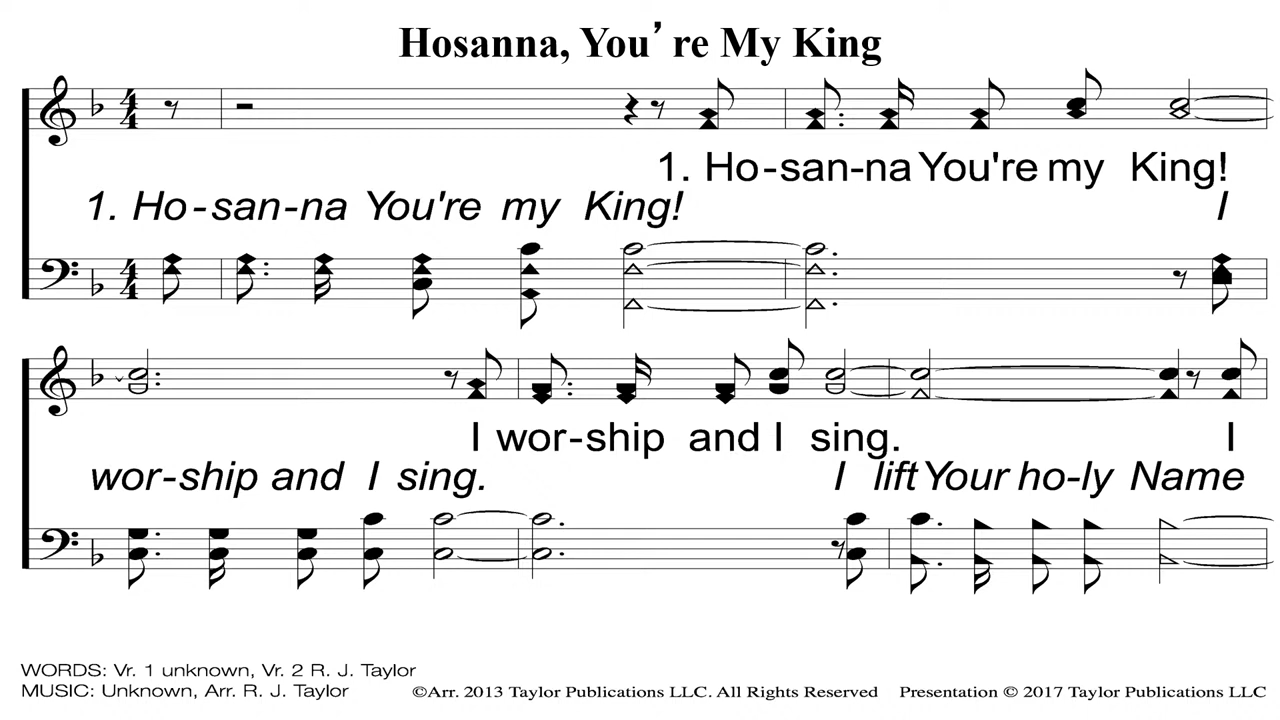 Hosanna, You're My King
1. Ho-san-na You're my King!
1. Ho-san-na You're my King! I
I wor-ship and I sing. I
wor-ship and I sing. I lift Your ho-ly Name
WORDS: Vr. 1 unknown, Vr. 2 R. J. Taylor
MUSIC: Unknown, Arr. R. J. Taylor ©Arr. 2013 Taylor Publications LLC. All Rights Reserved Presentation © 2017 Taylor Publications LLC